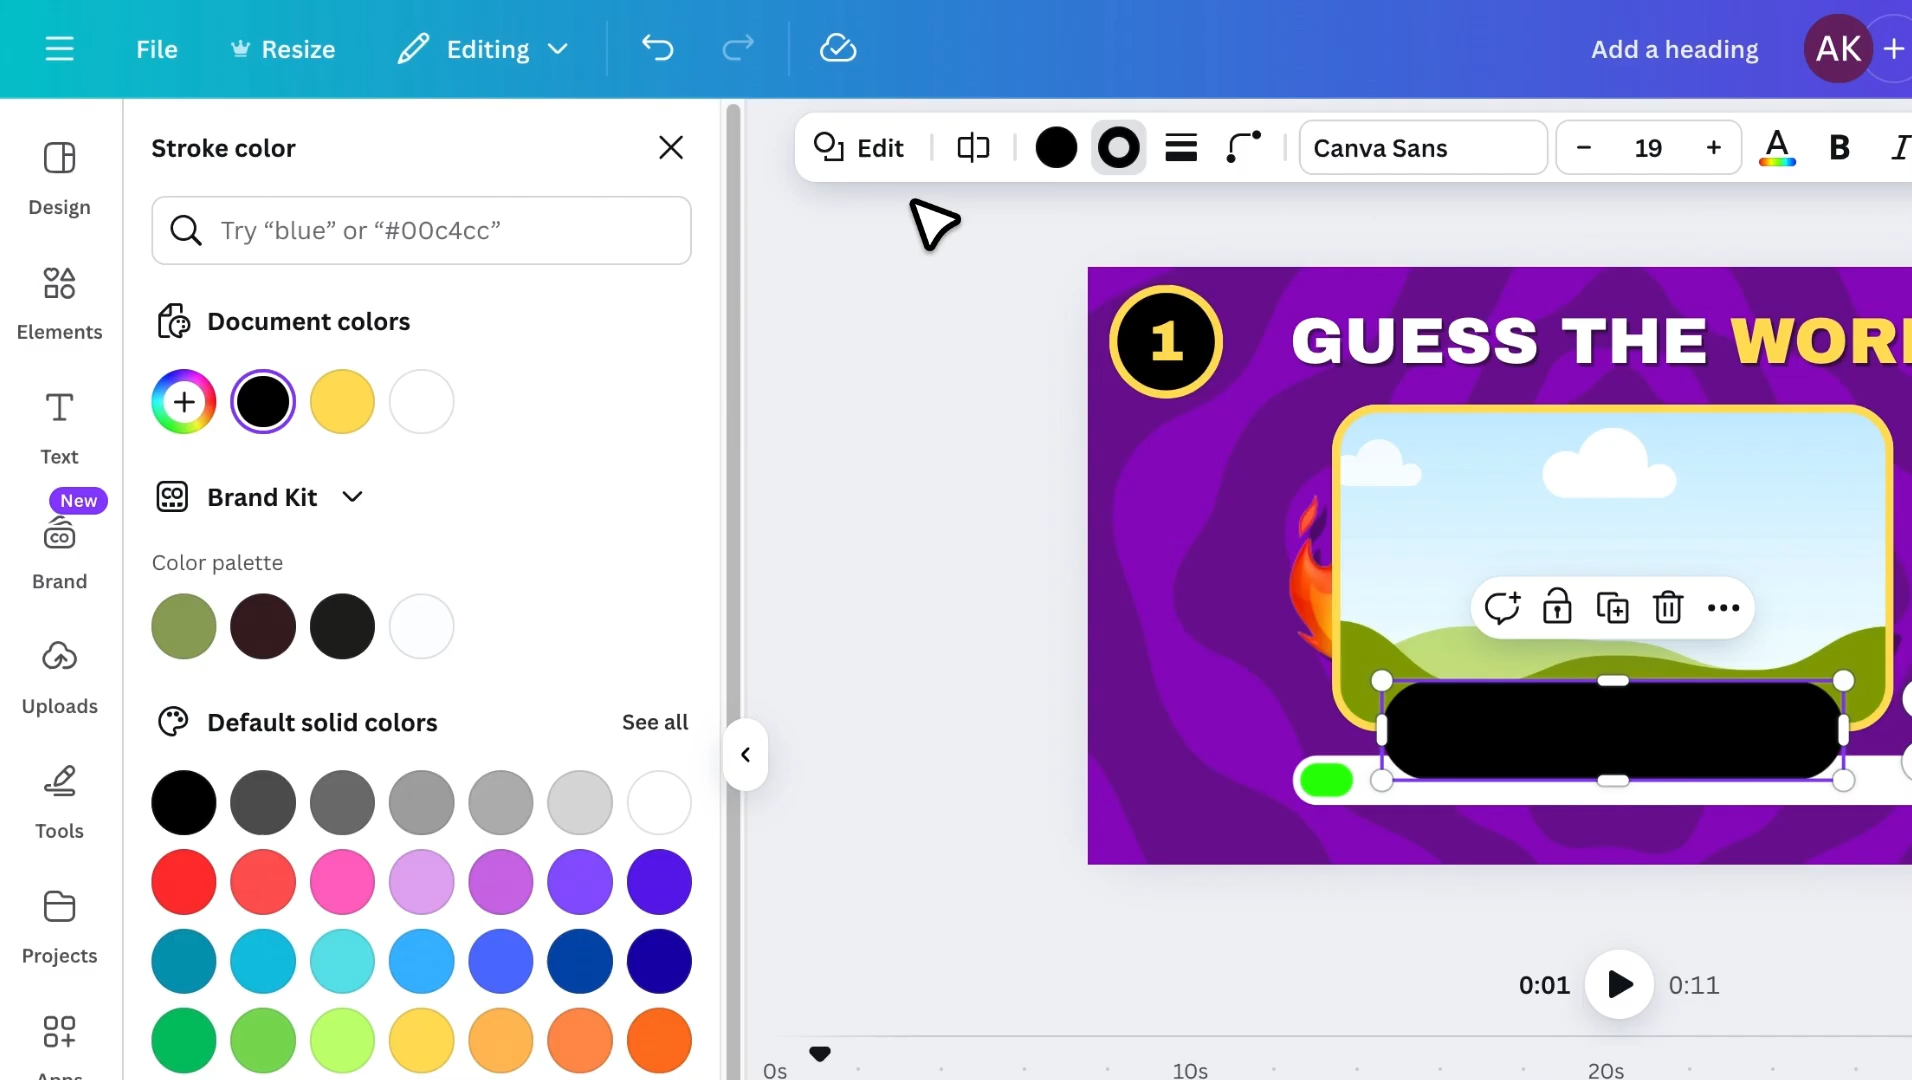 File
Resize
Editing
Add a heading
AK
Design
Elements
Text
New
Brand
Uploads
Tools
Projects
Apps
Stroke color
Try “blue” or “#00c4cc”
Document colors
Brand Kit
Color palette
Default solid colors
See all
Edit
Canva Sans
19
A
B
I
1
GUESS THE WOR
0:01
0:11
0s
10s
20s